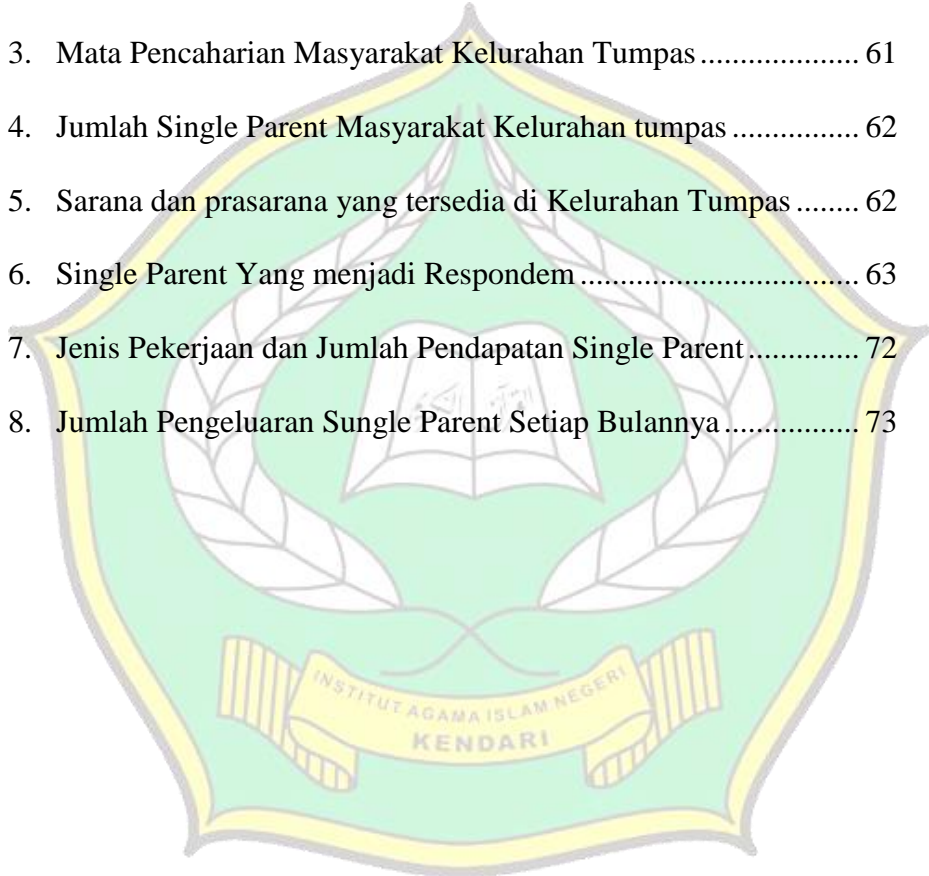 3. Mata Pencaharian Masyarakat Kelurahan Tumpas ................... 61
4. Jumlah Single Parent Masyarakat Kelurahan tumpas ................ 62
5. Sarana dan prasarana yang tersedia di Kelurahan Tumpas ........ 62
6. Single Parent Yang menjadi Respondem ................................. 63
7. Jenis Pekerjaan dan Jumlah Pendapatan Single Parent .............. 72
8. Jumlah Pengeluaran Sungle Parent Setiap Bulannya ................ 73
INSTITUT AGAMA ISLAM NEGERI
KENDARI